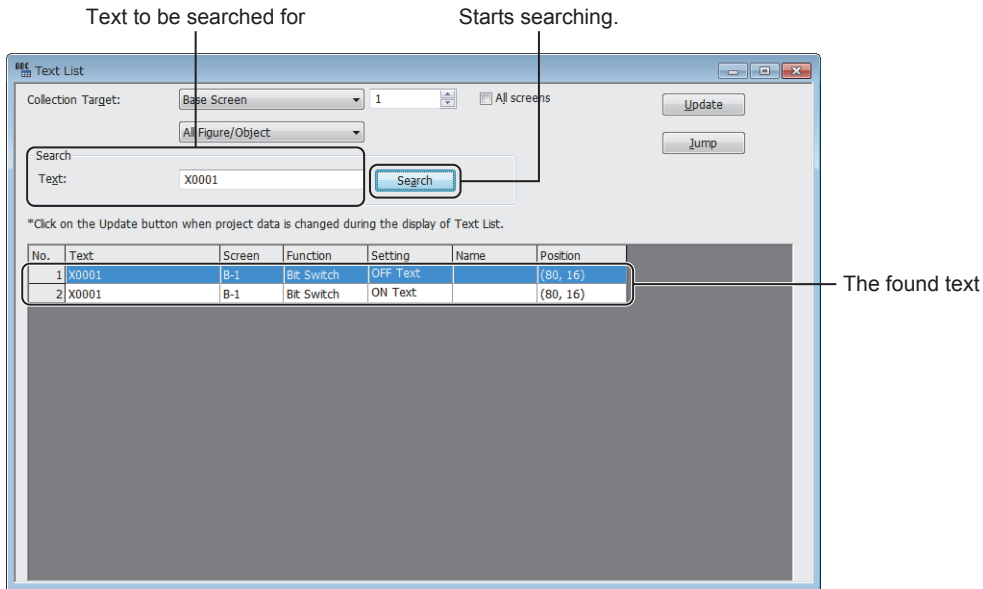 Text to be searched for Starts searching.
ABC Text List
Collection Target: Base Screen 1 All screens Update
All Figure/Object Jump
Search
Text: X0001 Search
*Click on the Update button when project data is changed during the display of Text List.
No. Text Screen Function Setting Name Position
1 X0001 B-1 Bit Switch OFF Text (80, 16)
2 X0001 B-1 Bit Switch ON Text (80, 16)
The found text